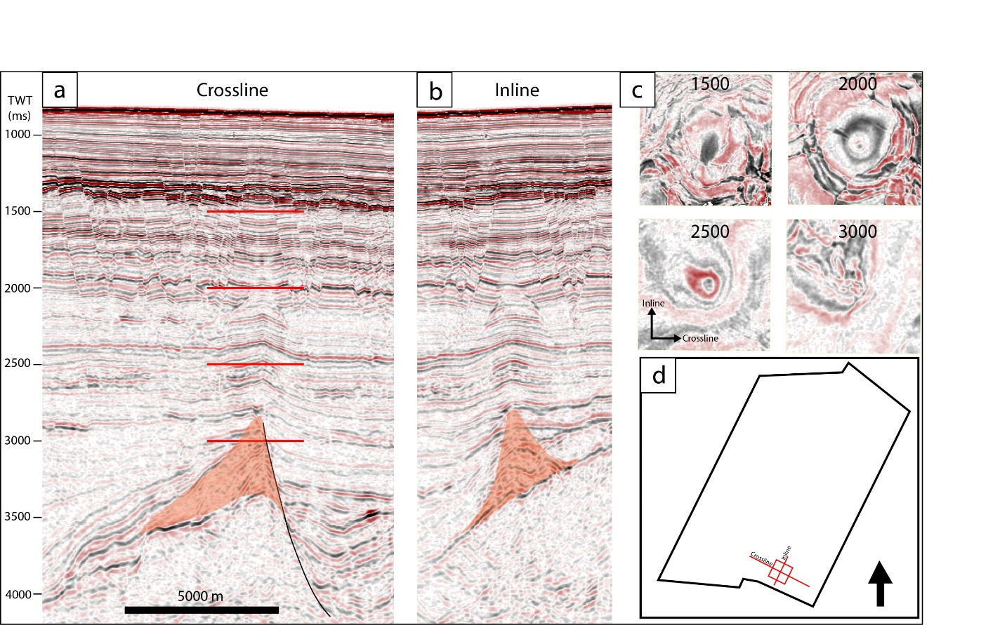 a
Crossline
b
Inline
c
1500
2000
TWT
(ms)
1000
1500
2000
2500
3000
3500
4000
5000 m
2500
3000
Inline
Crossline
d
Crossline
Inline